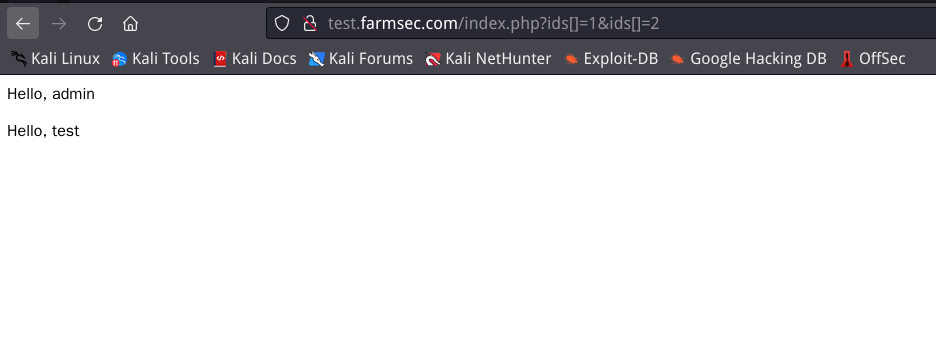 test.farmsec.com/index.php?ids[]=1&ids[]=2
Kali Linux Kali Tools Kali Docs Kali Forums Kali NetHunter Exploit-DB Google Hacking DB OffSec
Hello, admin
Hello, test